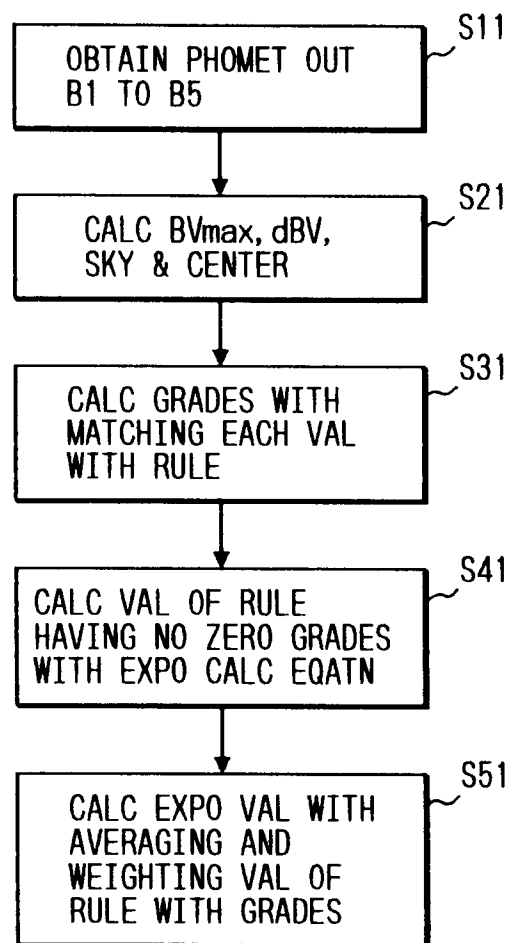 S11
OBTAIN PHOMET OUT
B1 TO B5
S21
CALC BVmax, dBV,
SKY & CENTER
S31
CALC GRADES WITH
MATCHING EACH VAL
WITH RULE
S41
CALC VAL OF RULE
HAVING NO ZERO GRADES
WITH EXPO CALC EQATN
S51
CALC EXPO VAL WITH
AVERAGING AND
WEIGHTING VAL OF
RULE WITH GRADES